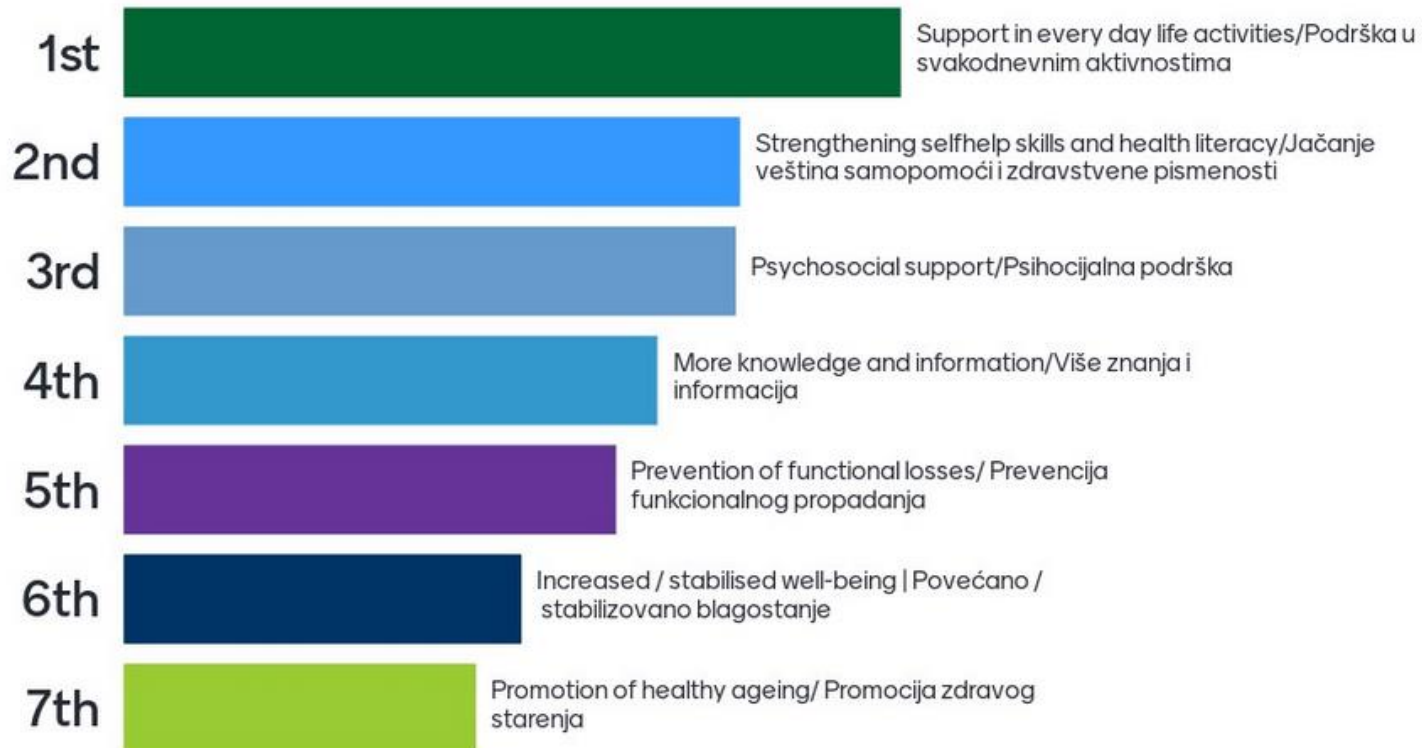 1st
Support in every day life activities/Podrška u
svakodnevnim aktivnostima
2nd
Strengthening selfhelp skills and health literacy/Jačanje
veština samopomoći i zdravstvene pismenosti
3rd
Psychosocial support/Psihocijalna podrška
4th
More knowledge and information/Više znanja i
informacija
5th
Prevention of functional losses/ Prevencija
funkcionalnog propadanja
6th
Increased / stabilised well-being | Povećano /
stabilizovano blagostanje
7th
Promotion of healthy ageing/ Promocija zdravog
starenja